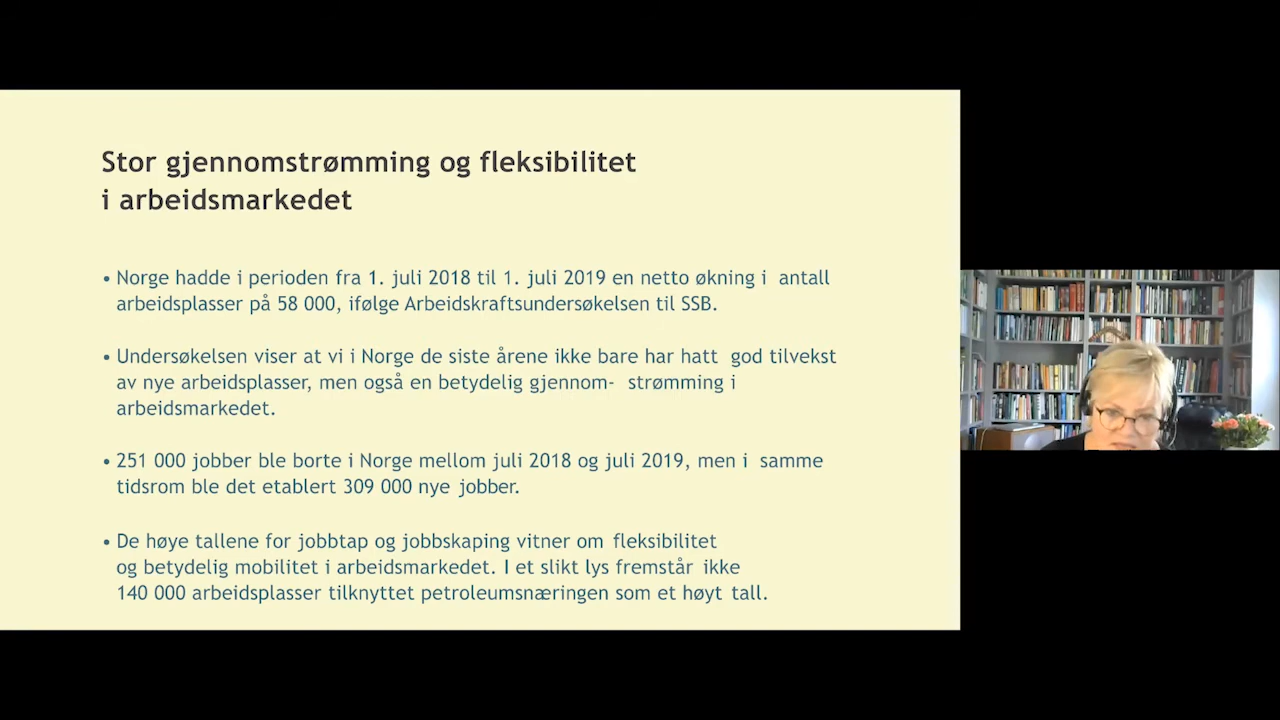 Stor gjennomstrømming og fleksibilitet
i arbeidsmarkedet
• Norge hadde i perioden fra 1. juli 2018 til 1. juli 2019 en netto økning i antall
arbeidsplasser på 58 000, ifølge Arbeidskraftsundersøkelsen til SSB.
• Undersøkelsen viser at vi i Norge de siste årene ikke bare har hatt god tilvekst
av nye arbeidsplasser, men også en betydelig gjennom- strømming i
arbeidsmarkedet.
• 251 000 jobber ble borte i Norge mellom juli 2018 og juli 2019, men i samme
tidsrom ble det etablert 309 000 nye jobber.
• De høye tallene for jobbtap og jobbskaping vitner om fleksibilitet
og betydelig mobilitet i arbeidsmarkedet. I et slikt lys fremstår ikke
140 000 arbeidsplasser tilknyttet petroleumsnæringen som et høyt tall.